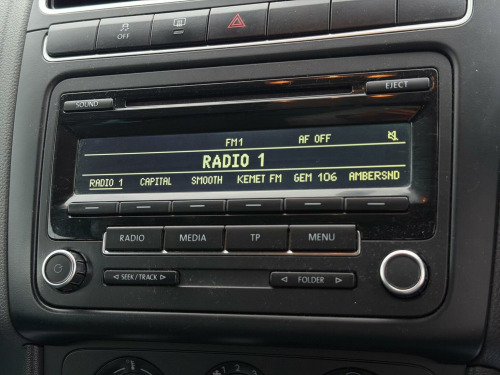 OFF
SOUND
EJECT
FM1 AF OFF
RADIO 1
RADIO 1 CAPITAL SMOOTH KEMET FM GEM 106 AMBERSND
RADIO MEDIA TP MENU
SEEK/TRACK FOLDER